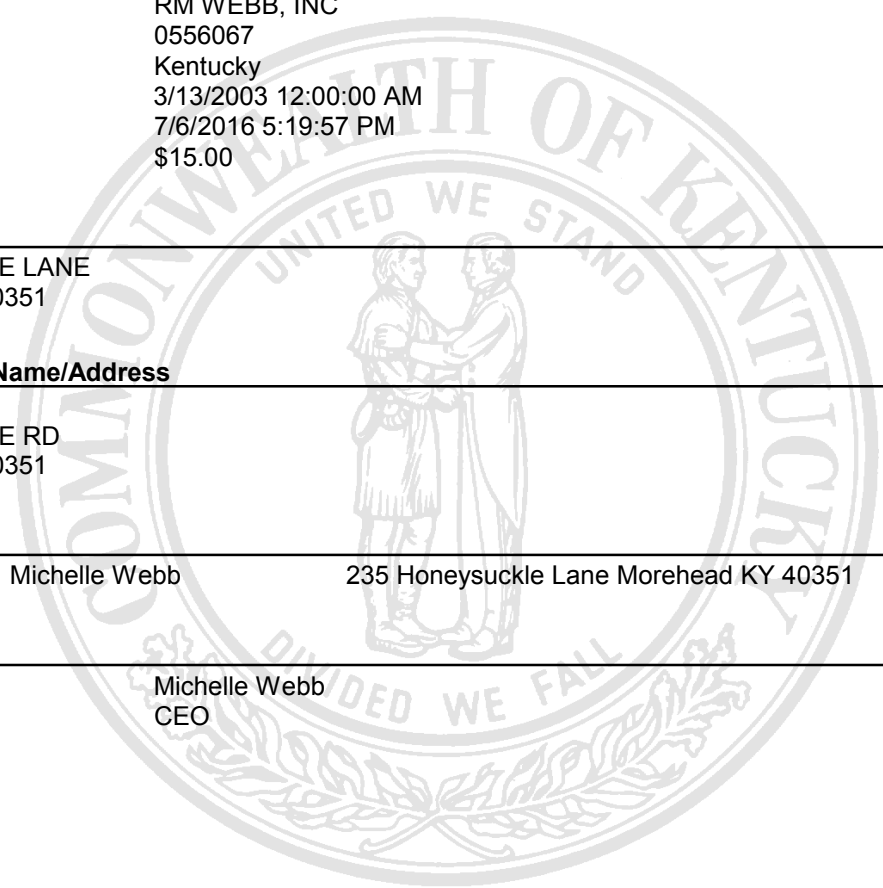 RM WEBB, INC
0556067
Kentucky
3/13/2003 12:00:00 AM
7/6/2016 5:19:57 PM
$15.00
E LANE
0351
Name/Address
E RD
0351
Michelle Webb 235 Honeysuckle Lane Morehead KY 40351
Michelle Webb
CEO
COMMONWEALTH OF KENTUCKY
UNITED WE STAND
DIVIDED WE FALL